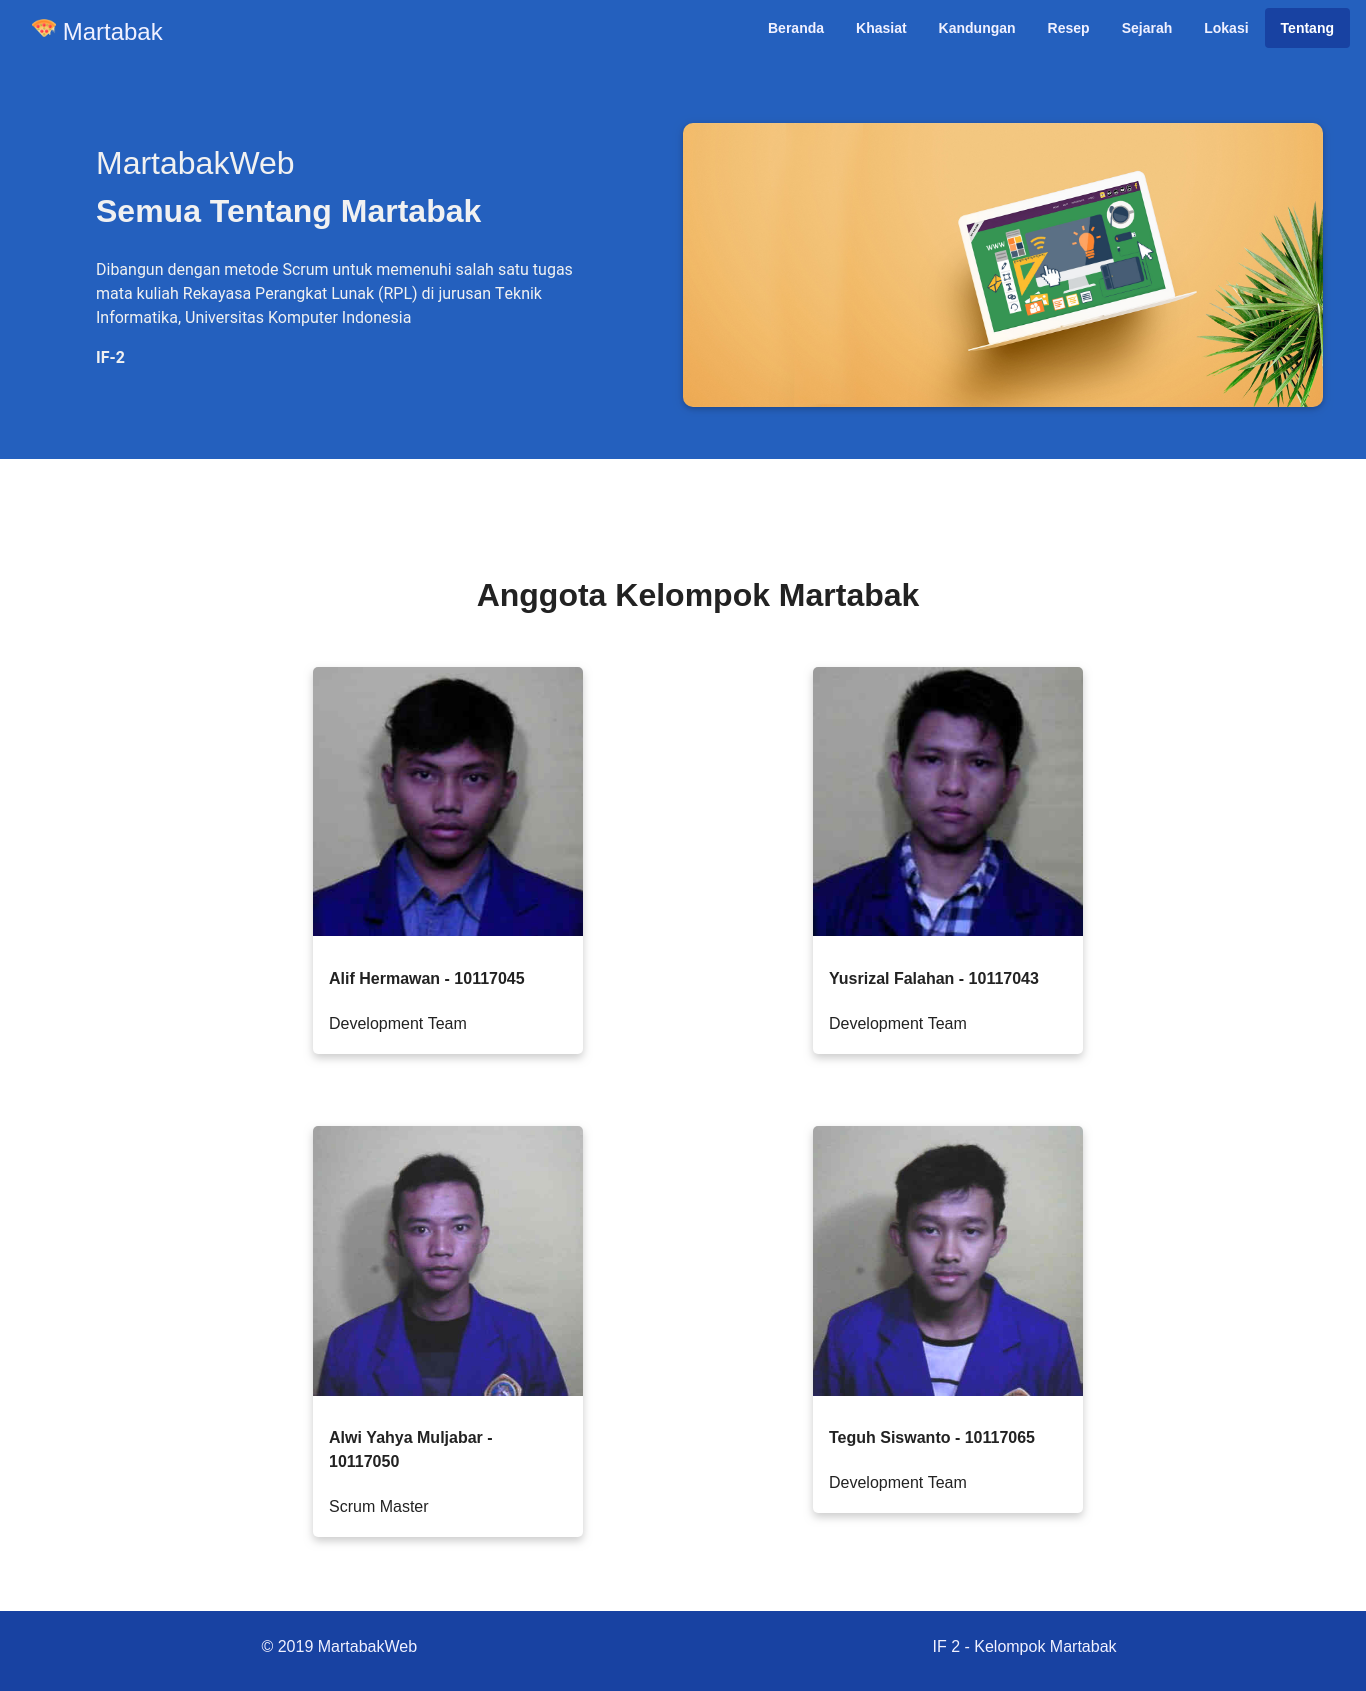 Martabak
Beranda Khasiat Kandungan Resep Sejarah Lokasi Tentang
MartabakWeb
Semua Tentang Martabak
Dibangun dengan metode Scrum untuk memenuhi salah satu tugas
mata kuliah Rekayasa Perangkat Lunak (RPL) di jurusan Teknik
Informatika, Universitas Komputer Indonesia
IF-2
WWW
Anggota Kelompok Martabak
Alif Hermawan - 10117045
Development Team
Yusrizal Falahan - 10117043
Development Team
Alwi Yahya Muljabar -
10117050
Scrum Master
Teguh Siswanto - 10117065
Development Team
© 2019 MartabakWeb
IF 2 - Kelompok Martabak